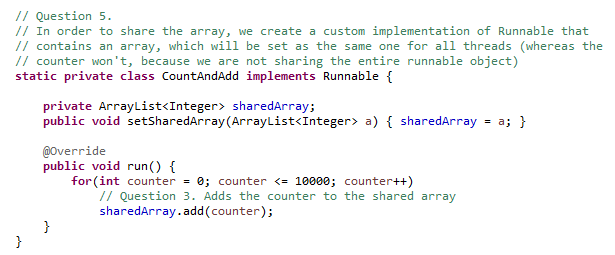 // Question 5.
// In order to share the array, we create a custom implementation of Runnable that
// contains an array, which will be set as the same one for all threads (whereas the
// counter won't, because we are not sharing the entire runnable object)
static private class CountAndAdd implements Runnable {
private ArrayList<Integer> sharedArray;
public void setSharedArray(ArrayList<Integer> a) { sharedArray = a; }
@Override
public void run() {
for(int counter = 0; counter <= 10000; counter++)
// Question 3. Adds the counter to the shared array
sharedArray.add(counter);
}
}